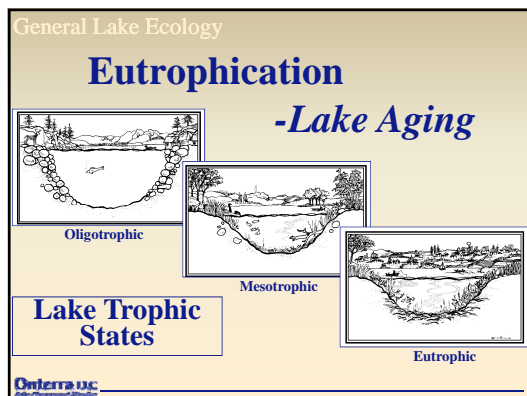 General Lake Ecology
Eutrophication
-Lake Aging
Oligotrophic
Mesotrophic
Eutrophic
Lake Trophic
States
Onterra LLC